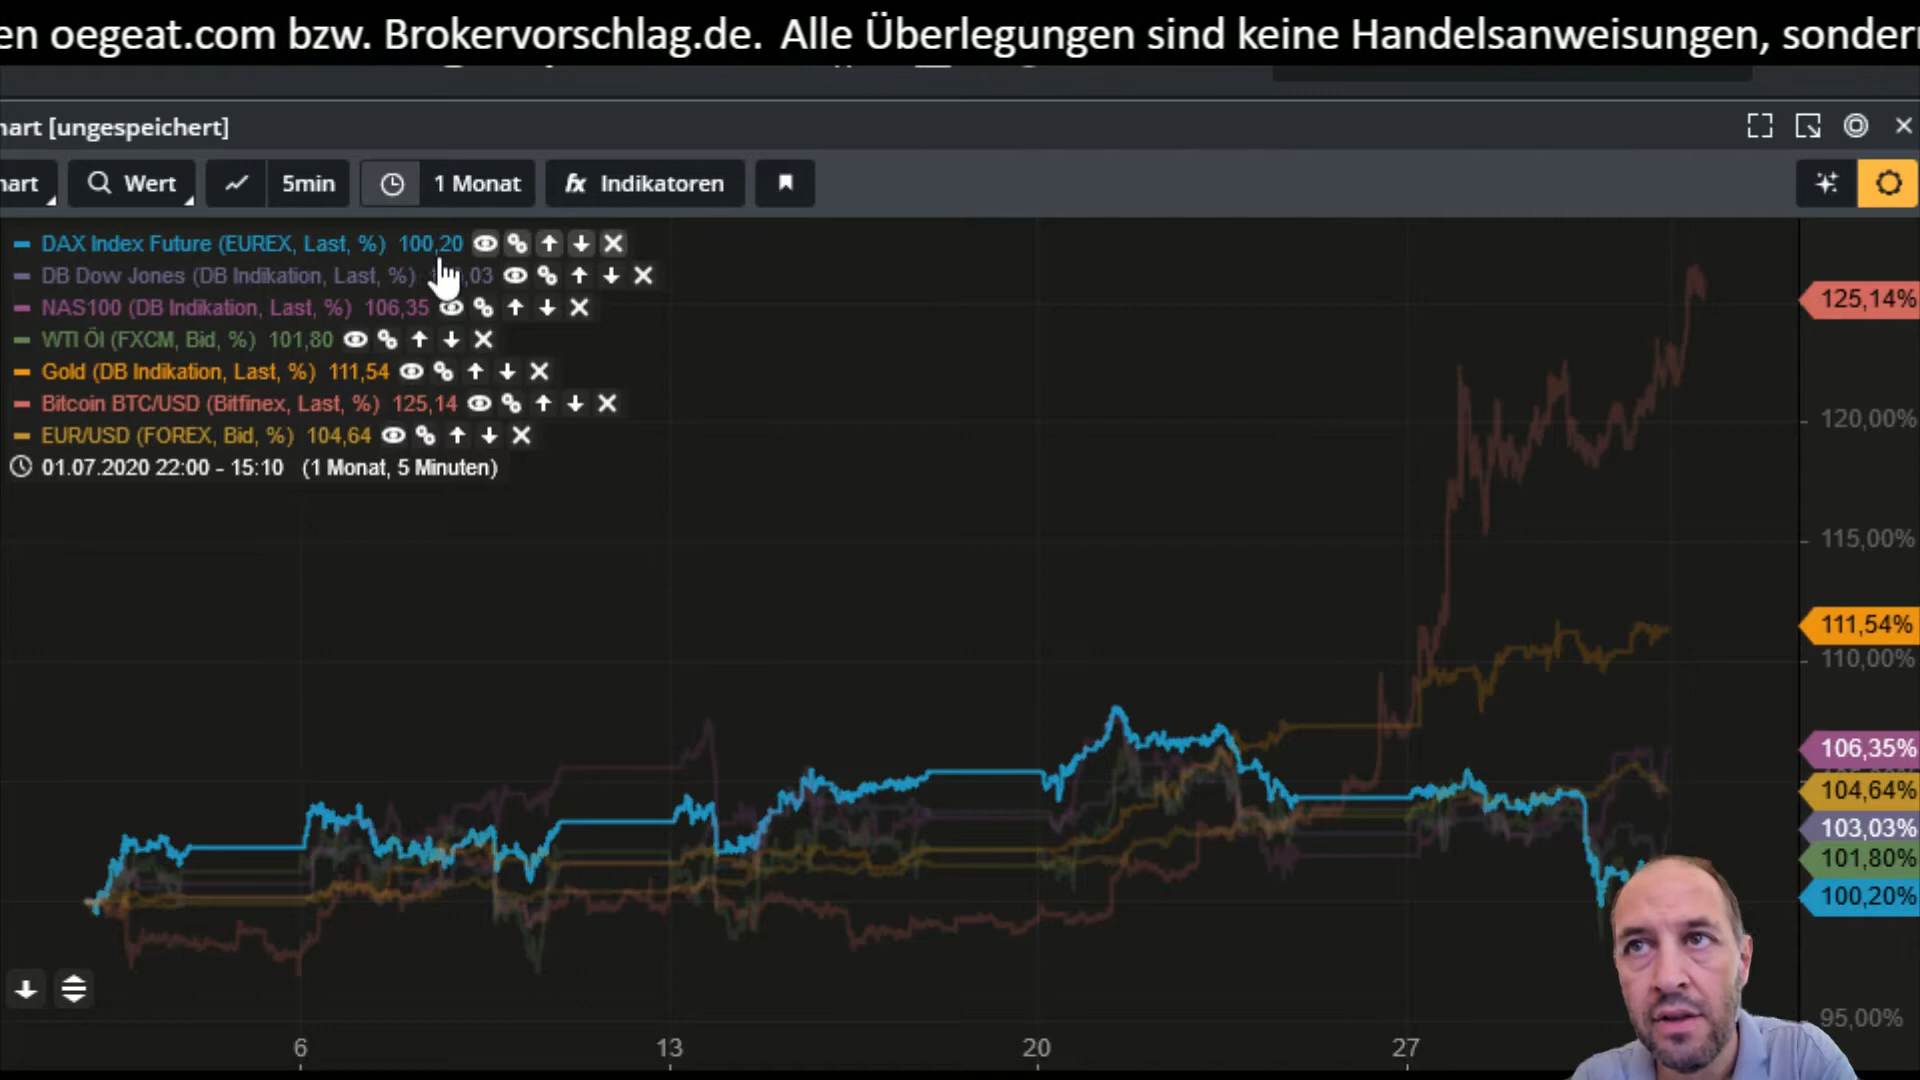 en oegeat.com bzw. Brokervorschlag.de. Alle Überlegungen sind keine Handelsanweisungen, sondern
hart [ungespeichert]
hart Wert 5min 1 Monat fx Indikatoren
DAX Index Future (EUREX, Last, %) 100,20
DB Dow Jones (DB Indikation, Last, %) ,03
NAS100 (DB Indikation, Last, %) 106,35
WTI Öl (FXCM, Bid, %) 101,80
Gold (DB Indikation, Last, %) 111,54
Bitcoin BTC/USD (Bitfinex, Last, %) 125,14
EUR/USD (FOREX, Bid, %) 104,64
01.07.2020 22:00 - 15:10 (1 Monat, 5 Minuten)
125,14%
120,00%
115,00%
111,54%
110,00%
106,35%
104,64%
103,03%
101,80%
100,20%
95,00%
6 13 20 27